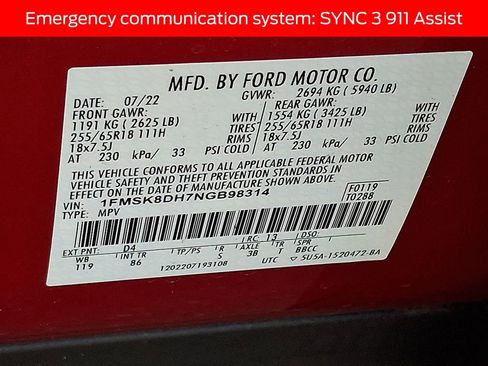 Emergency communication system: SYNC 3 911 Assist
MFD. BY FORD MOTOR CO.
DATE: 07/22 GVWR: 2694 KG ( 5940 LB)
FRONT GAWR: REAR GAWR:
1191 KG ( 2625 LB) WITH 1554 KG ( 3425 LB) WITH
255/65R18 111H TIRES 255/65R18 111H TIRES
18x7.5J RIMS 18x7.5J RIMS
AT 230 kPa/ 33 PSI COLD AT 230 kPa/ 33 PSI COLD
THIS VEHICLE CONFORMS TO ALL APPLICABLE FEDERAL MOTOR
VEHICLE SAFETY AND THEFT PREVENTION STANDARDS IN EFFECT ON THE DATE OF MANUFACTURE SHOWN ABOVE.
1FMSK8DH7NGB98314 F0119
TYPE: MPV T0288
EXT PNT: D4 RC: 13 DSO:
WB INT TR TP/PS R AXLE TR SPR
119 86 3B T BBCC
1202207193108 UTC 5U5A-1520472-BA